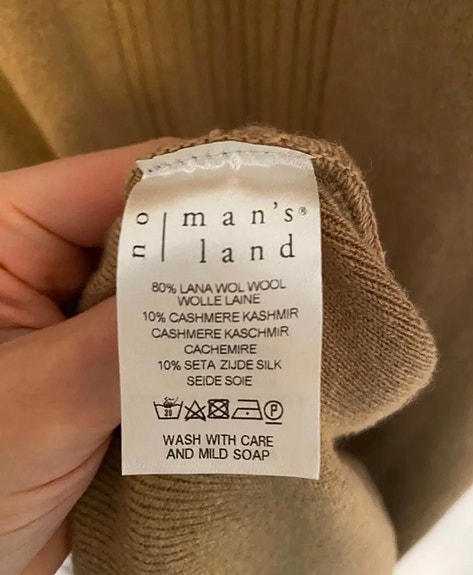 no | man's®
land
80% LANA WOL WOOL
WOLLE LAINE
10% CASHMERE KASHMIR
CASHMERE KASCHMIR
CACHEMIRE
10% SETA ZIJDE SILK
SEIDE SOIE
30 P
WASH WITH CARE
AND MILD SOAP